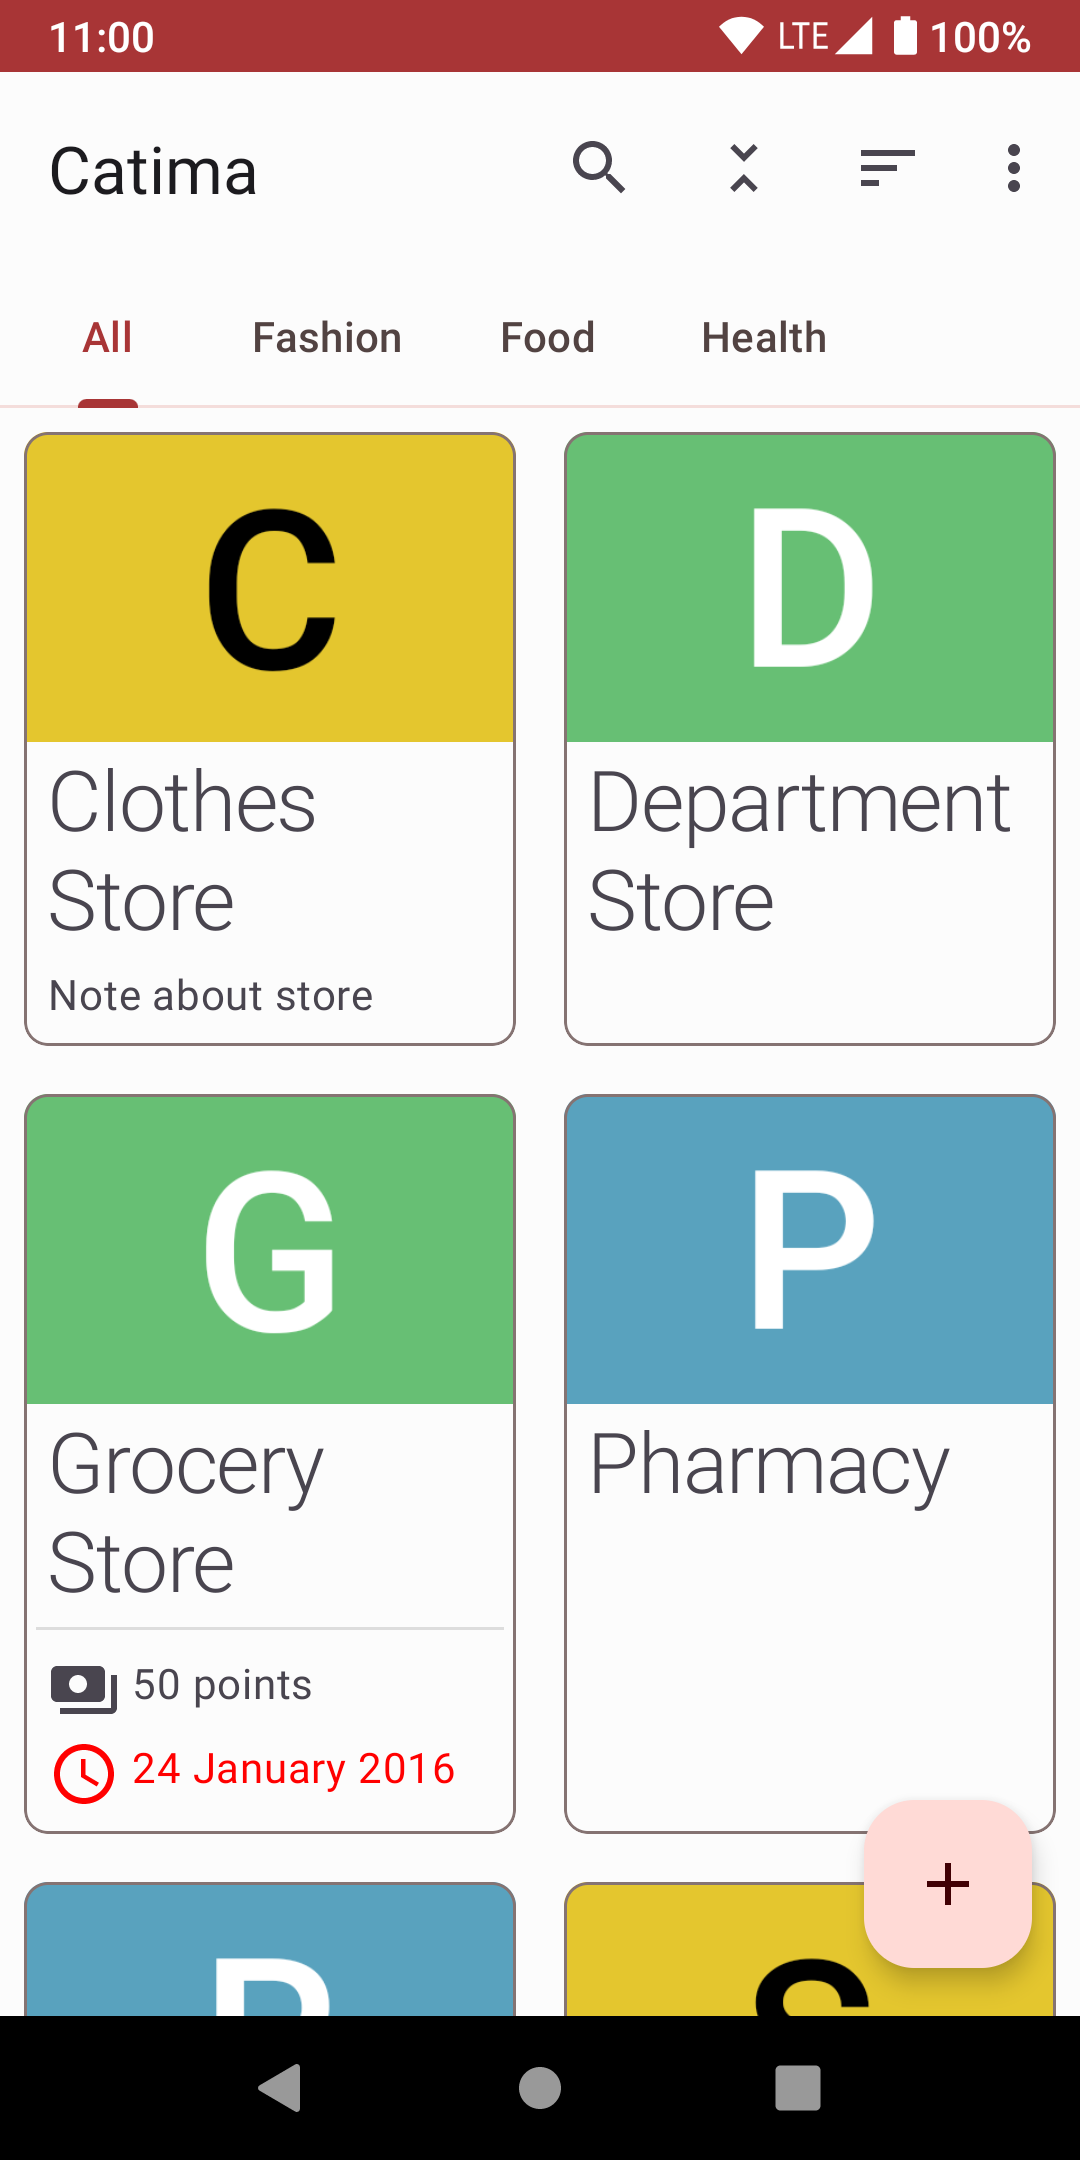 11:00 LTE 100%
Catima
All Fashion Food Health
C
Clothes
Store
Note about store
D
Department
Store
G
Grocery
Store
50 points
24 January 2016
P
Pharmacy